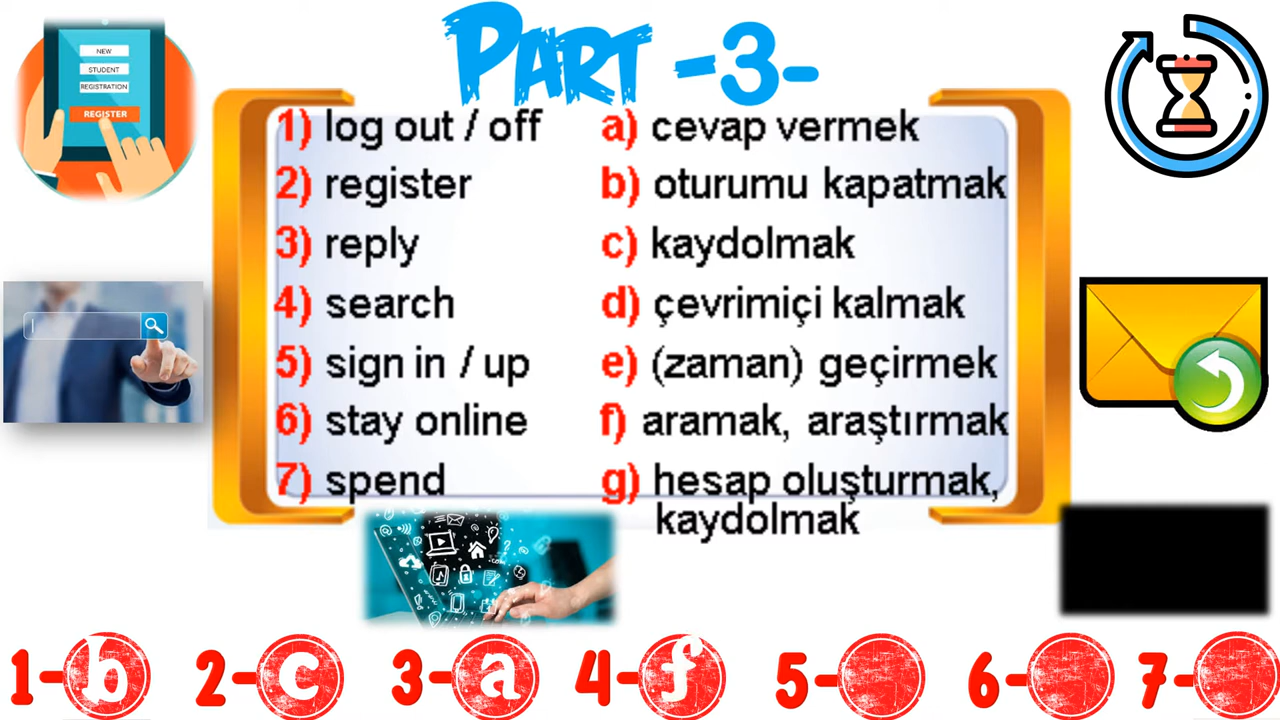 PART -3-
NEW
STUDENT
REGISTRATION
REGISTER
1) log out / off
2) register
3) reply
4) search
5) sign in / up
6) stay online
7) spend
a) cevap vermek
b) oturumu kapatmak
c) kaydolmak
d) çevrimiçi kalmak
e) (zaman) geçirmek
f) aramak, araştırmak
g) hesap oluşturmak,
kaydolmak
1-b 2-c 3-a 4-f 5- 6- 7-